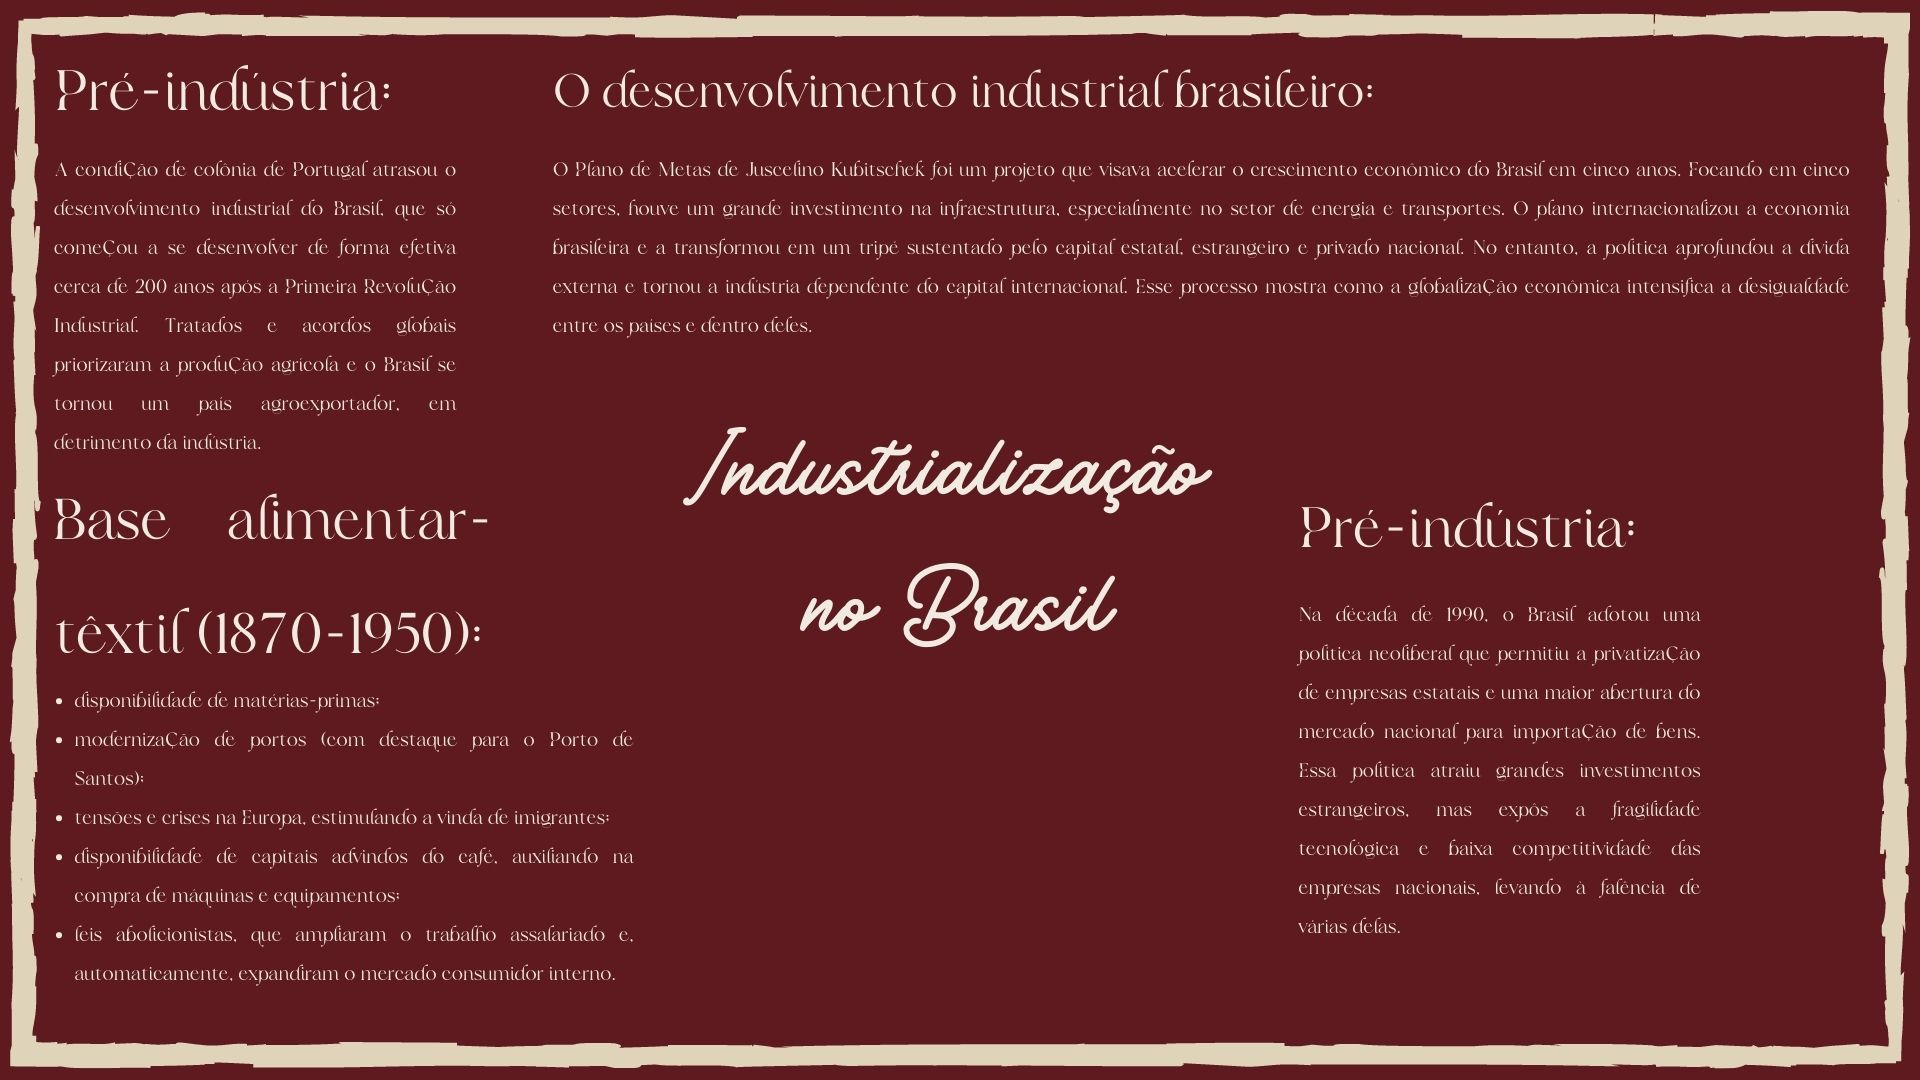 Pré-indústria:
A condiÇão de colônia de Portugal atrasou o
desenvolvimento industrial do Brasil, que só
começou a se desenvolver de forma efetiva
cerca de 200 anos após a Primeira RevoluÇão
Industrial. Tratados e acordos globais
priorizaram a produÇão agrícola e o Brasil se
tornou um país agroexportador, em
detrimento da indústria.
Base alimentar-
têxtil (1870-1950):
• disponibilidade de matérias-primas;
• modernizaÇão de portos (com destaque para o Porto de
Santos);
• tensões e crises na Europa, estimulando a vinda de imigrantes;
• disponibilidade de capitais advindos do café, auxiliando na
compra de máquinas e equipamentos;
• leis abolicionistas, que ampliaram o trabalho assalariado e,
automaticamente, expandiram o mercado consumidor interno.
O desenvolvimento industrial brasileiro:
O Plano de Metas de Juscelino Kubitschek foi um projeto que visava acelerar o crescimento econômico do Brasil em cinco anos. Focando em cinco
setores, houve um grande investimento na infraestrutura, especialmente no setor de energia e transportes. O plano internacionalizou a economia
brasileira e a transformou em um tripé sustentado pelo capital estatal, estrangeiro e privado nacional. No entanto, a política aprofundou a dívida
externa e tornou a indústria dependente do capital internacional. Esse processo mostra como a globalizaÇão econômica intensifica a desigualdade
entre os países e dentro deles.
Industrialização
no Brasil
Pré-indústria:
Na década de 1990, o Brasil adotou uma
política neoliberal que permitiu a privatizaÇão
de empresas estatais e uma maior abertura do
mercado nacional para importaÇão de bens.
Essa política atraiu grandes investimentos
estrangeiros, mas expôs a fragilidade
tecnológica e baixa competitividade das
empresas nacionais, levando à falência de
várias delas.